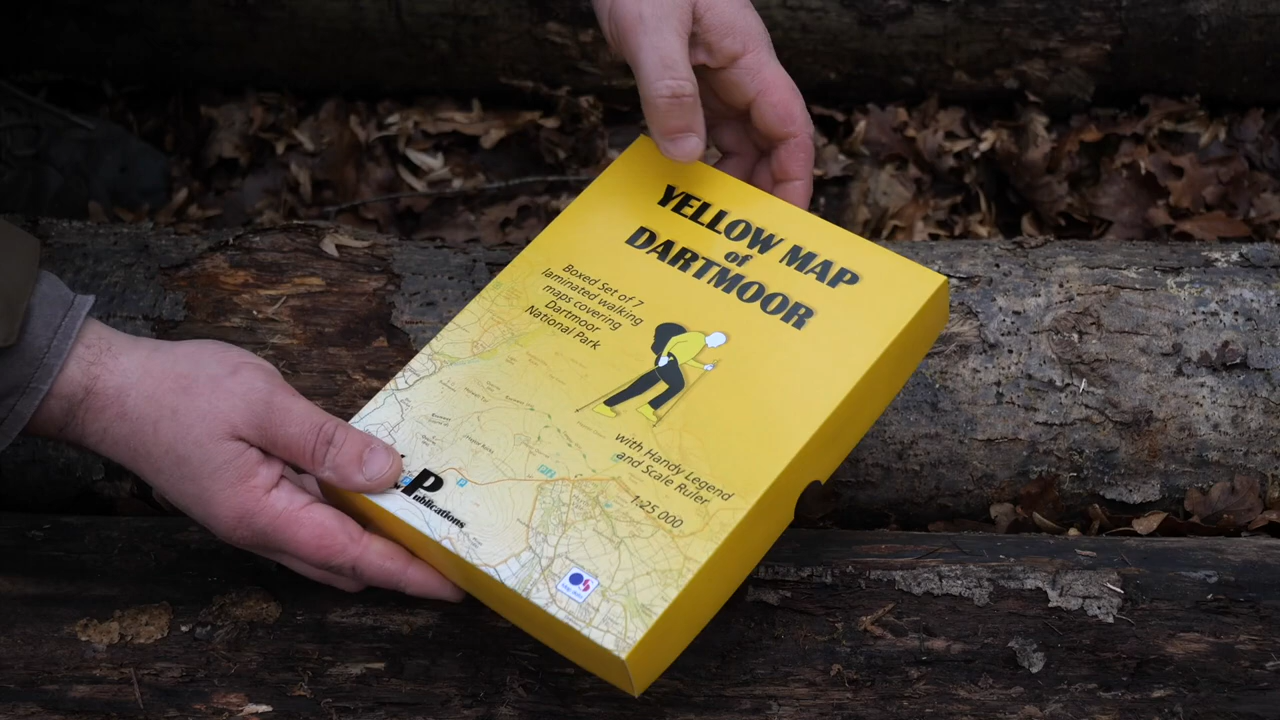 YELLOW MAP
of
DARTMOOR
Boxed Set of 7
laminated walking
maps covering
Dartmoor
National Park
with Handy Legend
and Scale Ruler
1:25 000
P
ublications